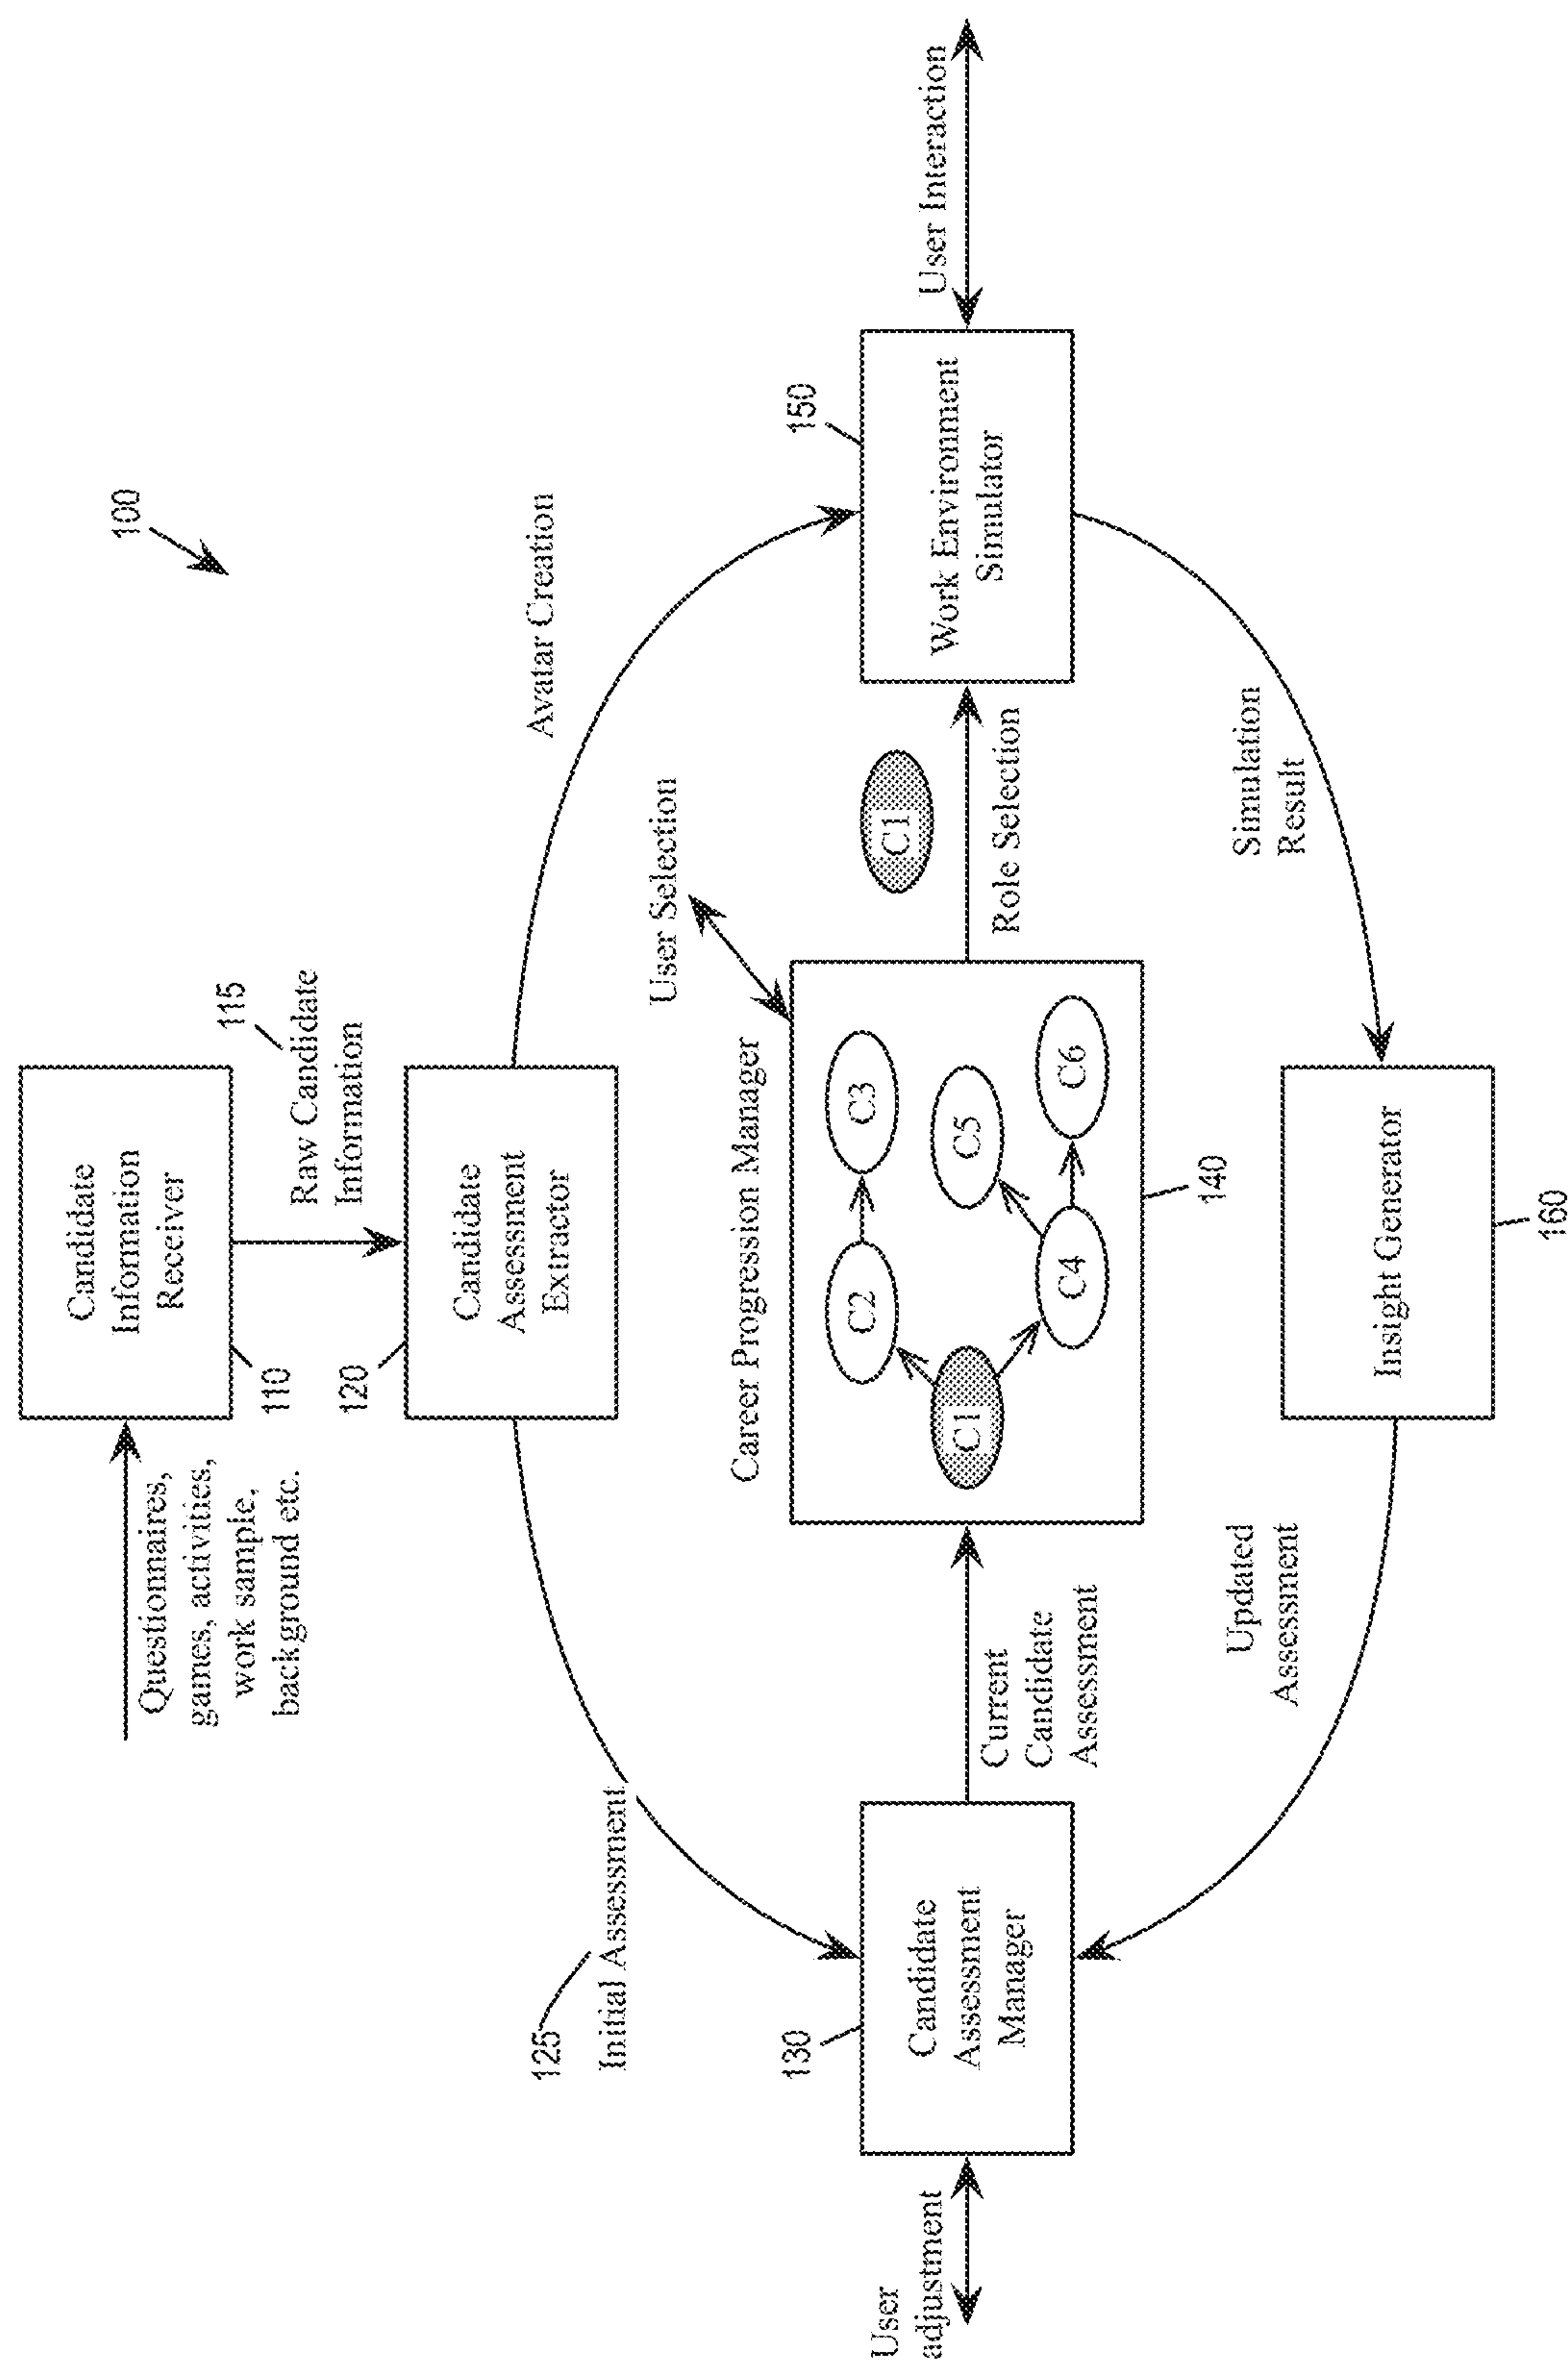 100
Questionnaires,
games, activities,
work sample,
background etc.
Candidate
Information
Receiver
110
115
Raw Candidate
Information
120
Candidate
Assessment
Extractor
125
Initial Assessment
Avatar Creation
User Selection
User
adjustment
130
Candidate
Assessment
Manager
Current
Candidate
Assessment
Career Progression Manager
C1
C2
C3
C4
C5
C6
140
C1
Role Selection
150
Work Environment
Simulator
User Interaction
Updated
Assessment
Insight Generator
160
Simulation
Result